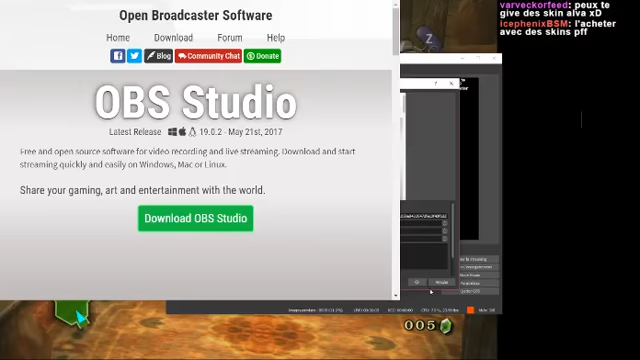 Open Broadcaster Software
Home Download Forum Help
Blog Community Chat Donate
OBS Studio
Latest Release 19.0.2 - May 21st, 2017
Free and open source software for video recording and live streaming. Download and start
streaming quickly and easily on Windows, Mac or Linux.
Share your gaming, art and entertainment with the world.
Download OBS Studio
varveckorfeed: peux te
give des skin alva xD
icephenixBSM: l'acheter
avec des skins pff
Z
005